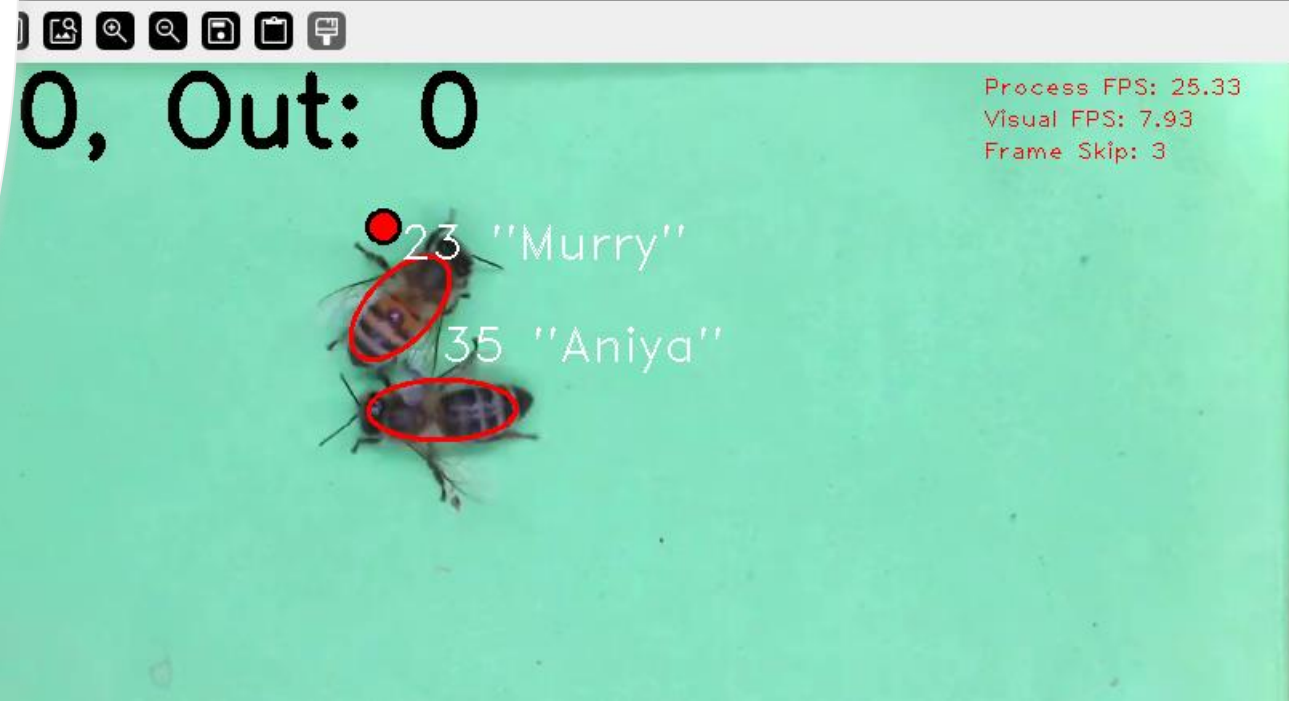 0, Out: 0
Process FPS: 25.33
Visual FPS: 7.93
Frame Skip: 3
23 "Murry"
35 "Aniya"